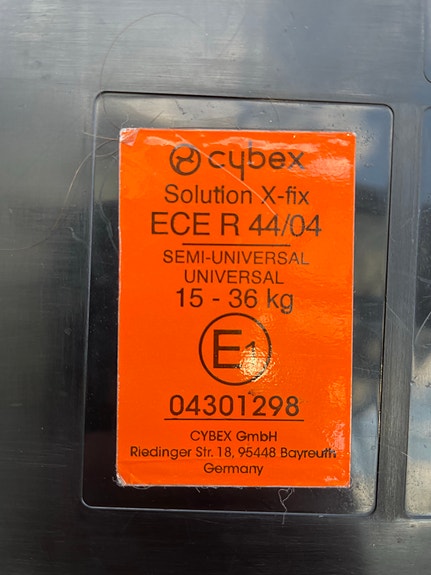 cybex
Solution X-fix
ECE R 44/04
SEMI-UNIVERSAL
UNIVERSAL
15 - 36 kg
E1
04301298
CYBEX GmbH
Riedinger Str. 18, 95448 Bayreuth
Germany